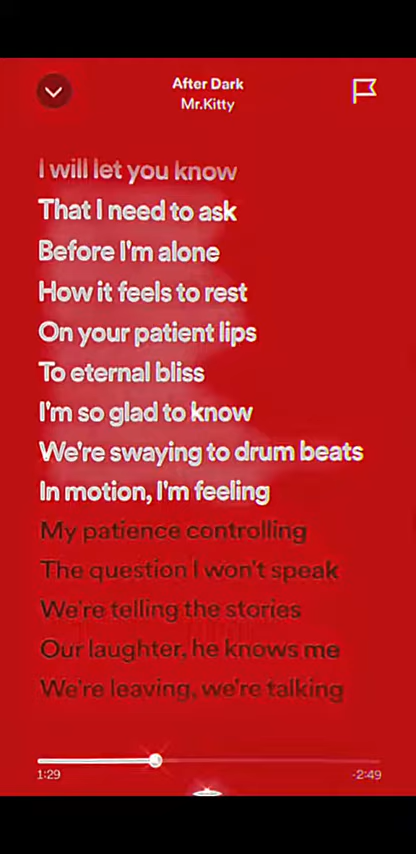 After Dark
Mr.Kitty
I will let you know
That I need to ask
Before I'm alone
How it feels to rest
On your patient lips
To eternal bliss
I'm so glad to know
We're swaying to drum beats
In motion, I'm feeling
My patience controlling
The question I won't speak
We're telling the stories
Our laughter, he knows me
We're leaving, we're talking
1:29
-2:49